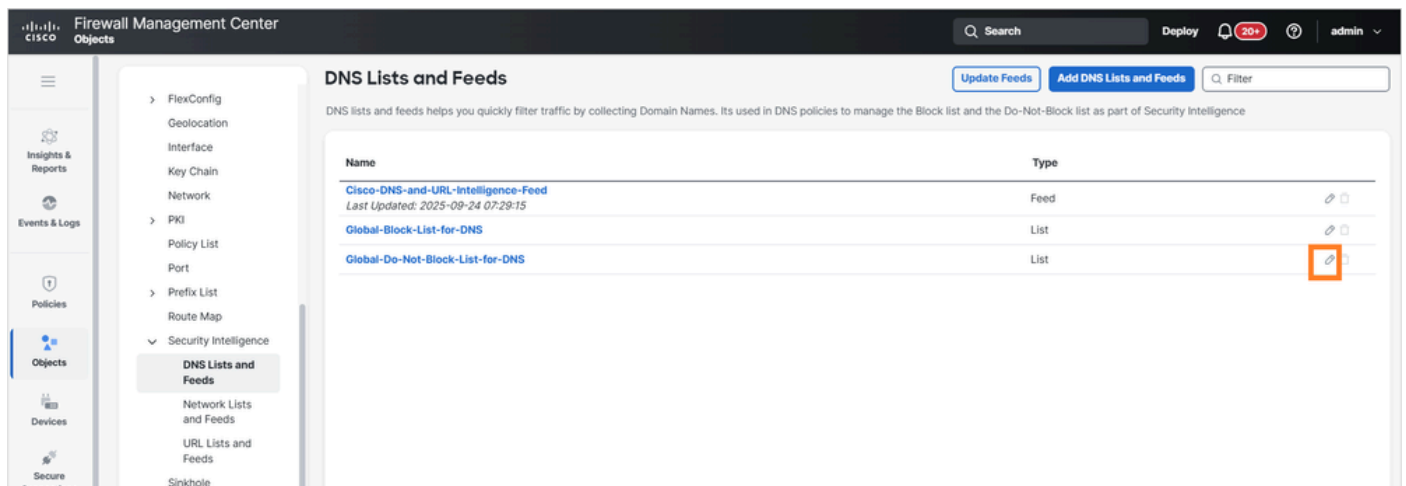 Firewall Management Center
CISCO Objects
Search
Deploy
20+
admin
Insights &
Reports
Events & Logs
Policies
Objects
Devices
Secure
FlexConfig
Geolocation
Interface
Key Chain
Network
PKI
Policy List
Port
Prefix List
Route Map
Security Intelligence
DNS Lists and
Feeds
Network Lists
and Feeds
URL Lists and
Feeds
Sinkhole
DNS Lists and Feeds
Update Feeds
Add DNS Lists and Feeds
Filter
DNS lists and feeds helps you quickly filter traffic by collecting Domain Names. Its used in DNS policies to manage the Block list and the Do-Not-Block list as part of Security Intelligence
Name Type
Cisco-DNS-and-URL-Intelligence-Feed
Last Updated: 2025-09-24 07:29:15
Feed
Global-Block-List-for-DNS List
Global-Do-Not-Block-List-for-DNS List